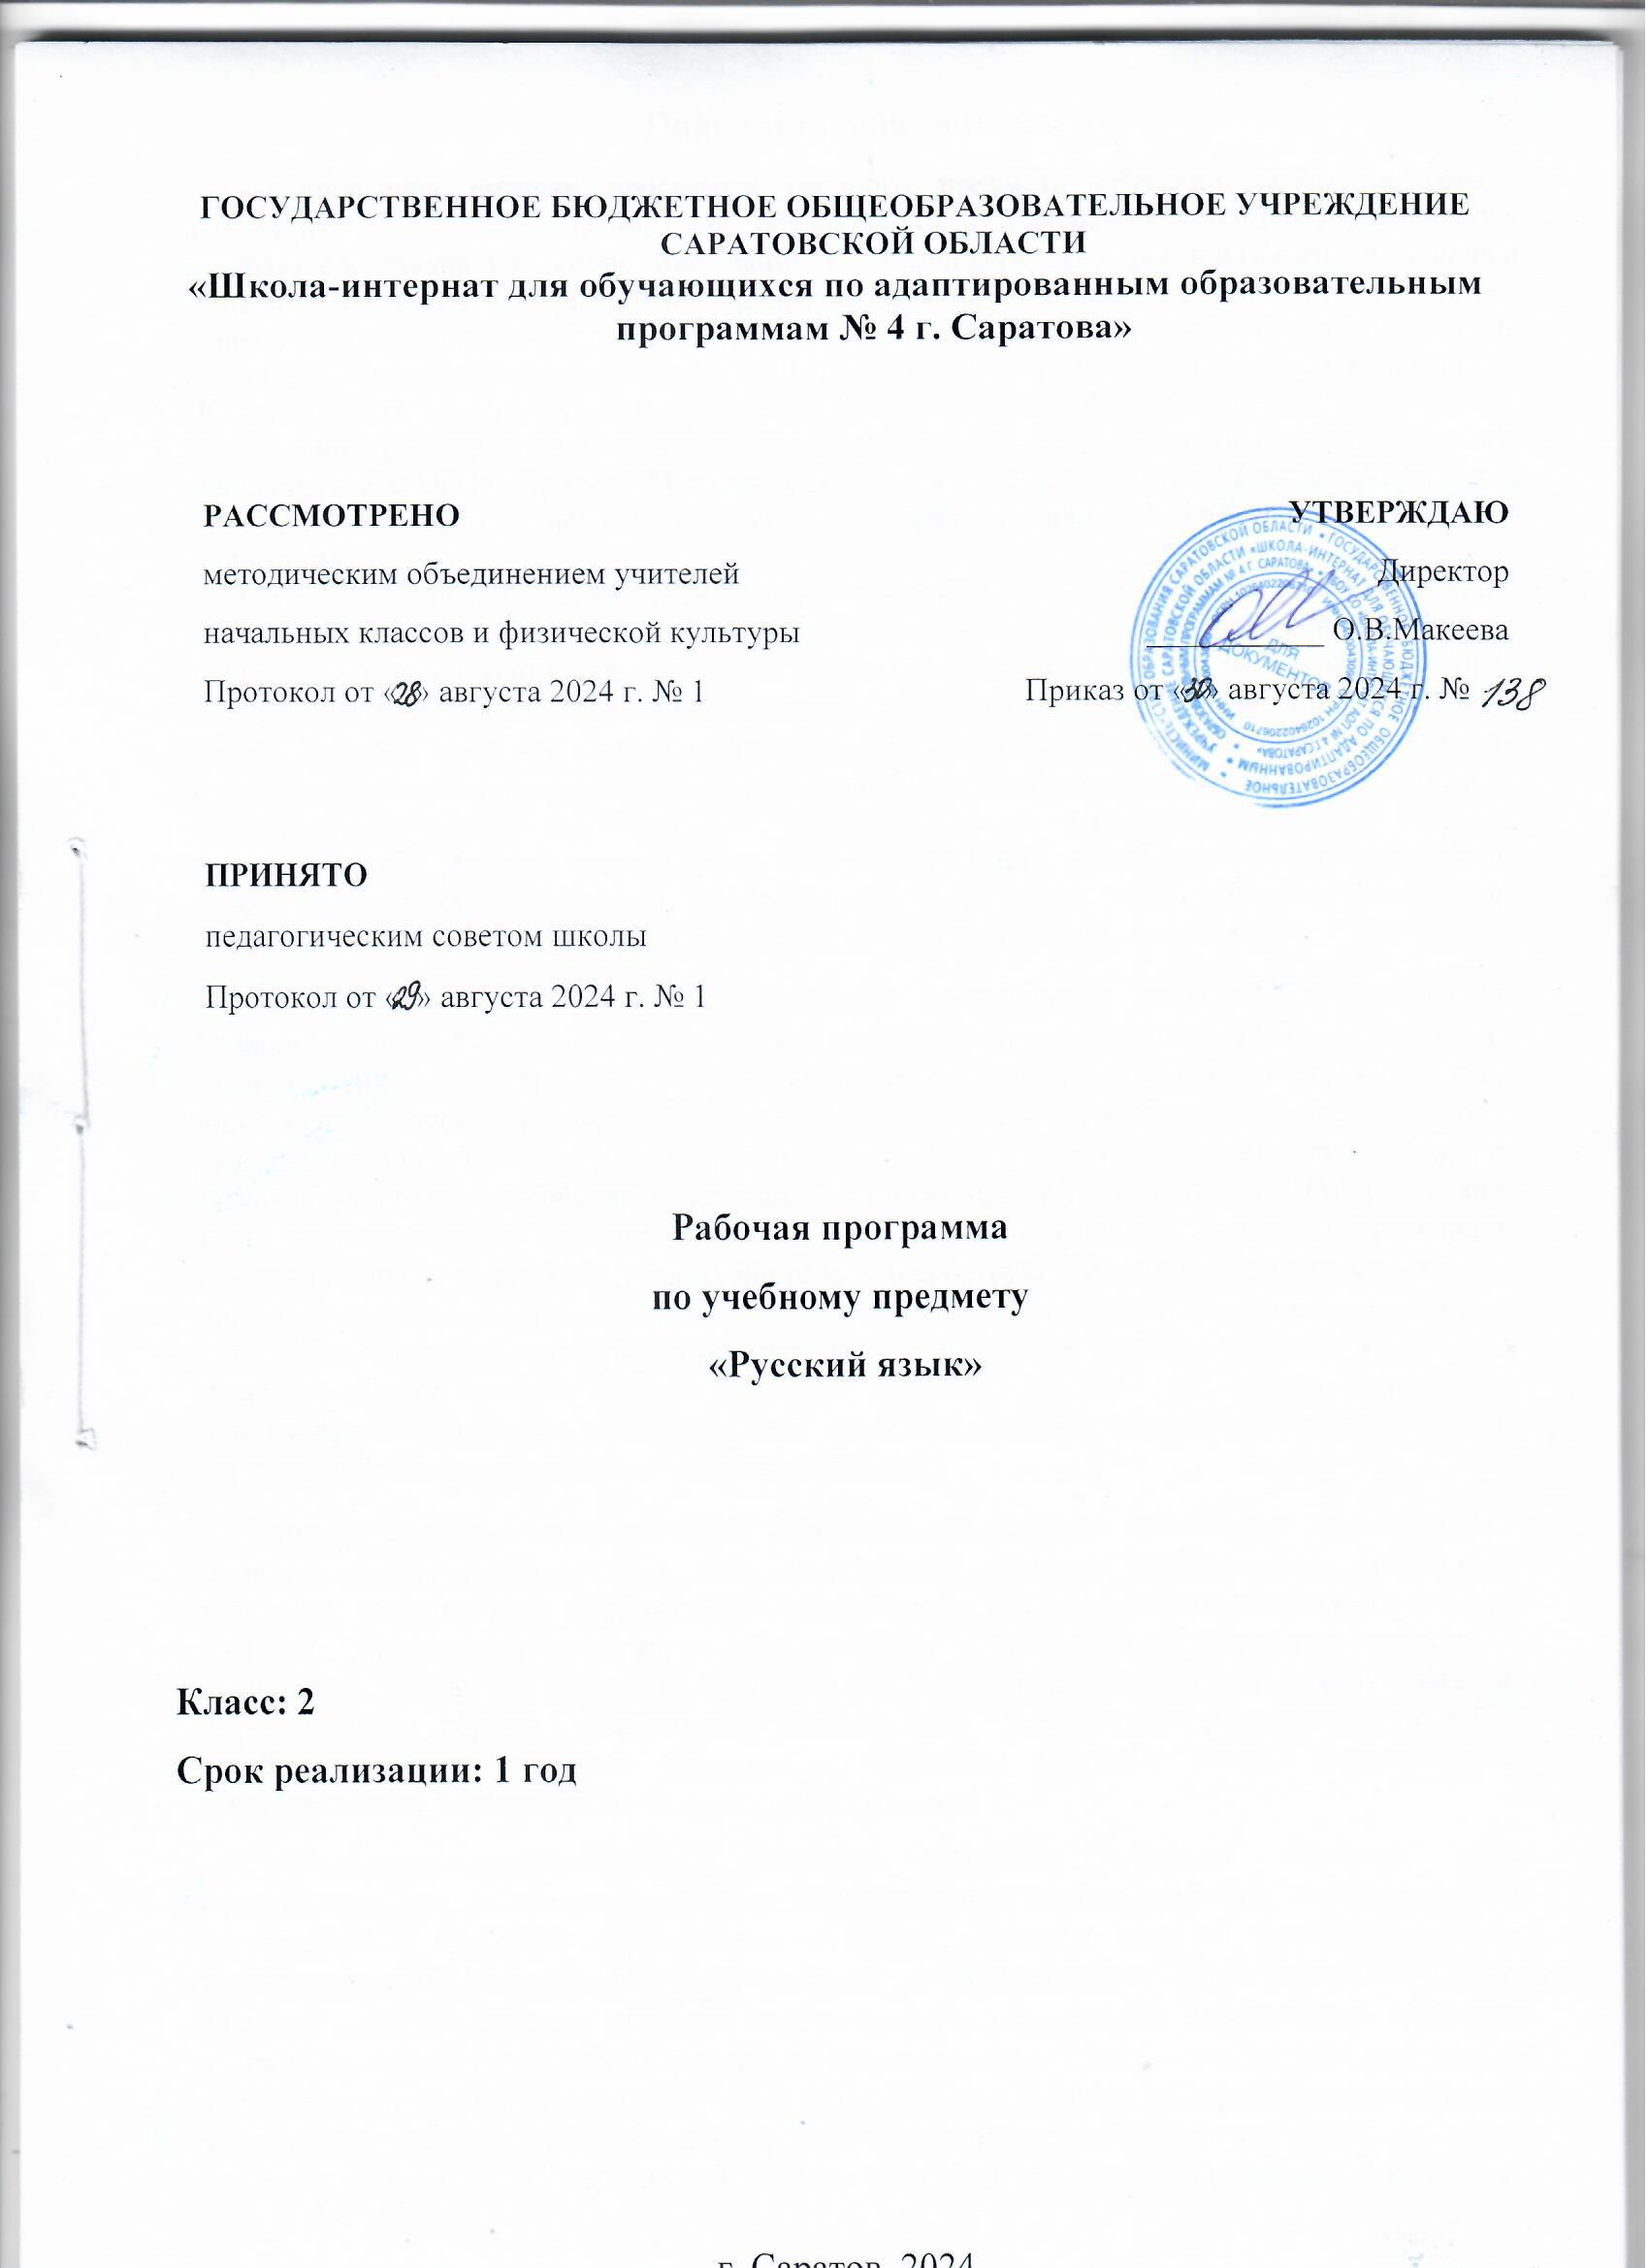 ГОСУДАРСТВЕННОЕ БЮДЖЕТНОЕ ОБЩЕОБРАЗОВАТЕЛЬНОЕ УЧРЕЖДЕНИЕ
САРАТОВСКОЙ ОБЛАСТИ
«Школа-интернат для обучающихся по адаптированным образовательным
программам № 4 г. Саратова»
РАССМОТРЕНО
методическим объединением учителей
начальных классов и физической культуры
Протокол от «28» августа 2024 г. № 1
УТВЕРЖДАЮ
Директор
О.В.Макеева
Приказ от «30» августа 2024 г. № 138
ДЛЯ
ДОКУМЕНТОВ
ПРИНЯТО
педагогическим советом школы
Протокол от «29» августа 2024 г. № 1
Рабочая программа
по учебному предмету
«Русский язык»
Класс: 2
Срок реализации: 1 год
г. Саратов, 2024